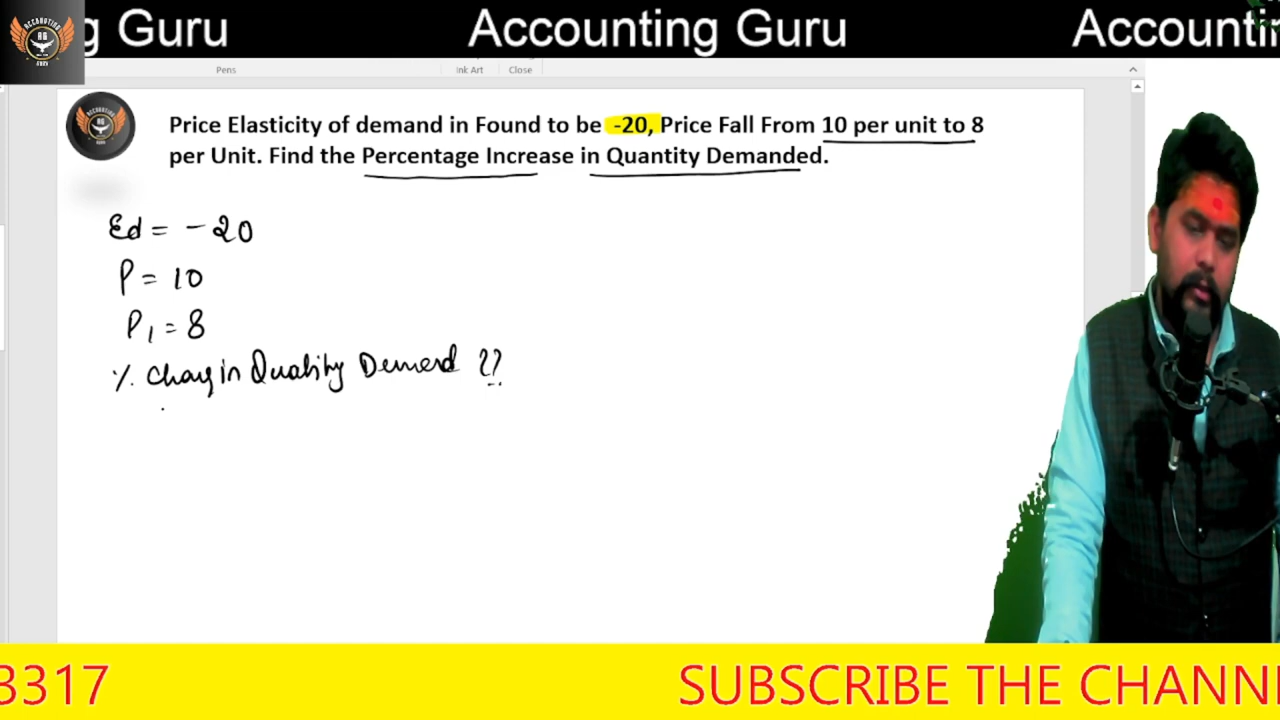 g Guru
Accounting Guru
Accounti
Pens
Ink Art
Close
Price Elasticity of demand in Found to be -20, Price Fall From 10 per unit to 8
per Unit. Find the Percentage Increase in Quantity Demanded.
Ed = -20
P = 10
P1 = 8
% Chang in Quality Demand ??
3317
SUBSCRIBE THE CHANN